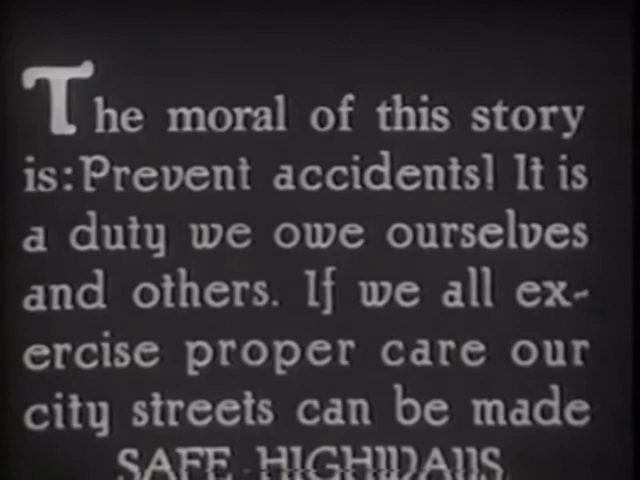 The moral of this story
is: Prevent accidents! It is
a duty we owe ourselves
and others. If we all ex-
ercise proper care our
city streets can be made
SAFE HIGHWAYS